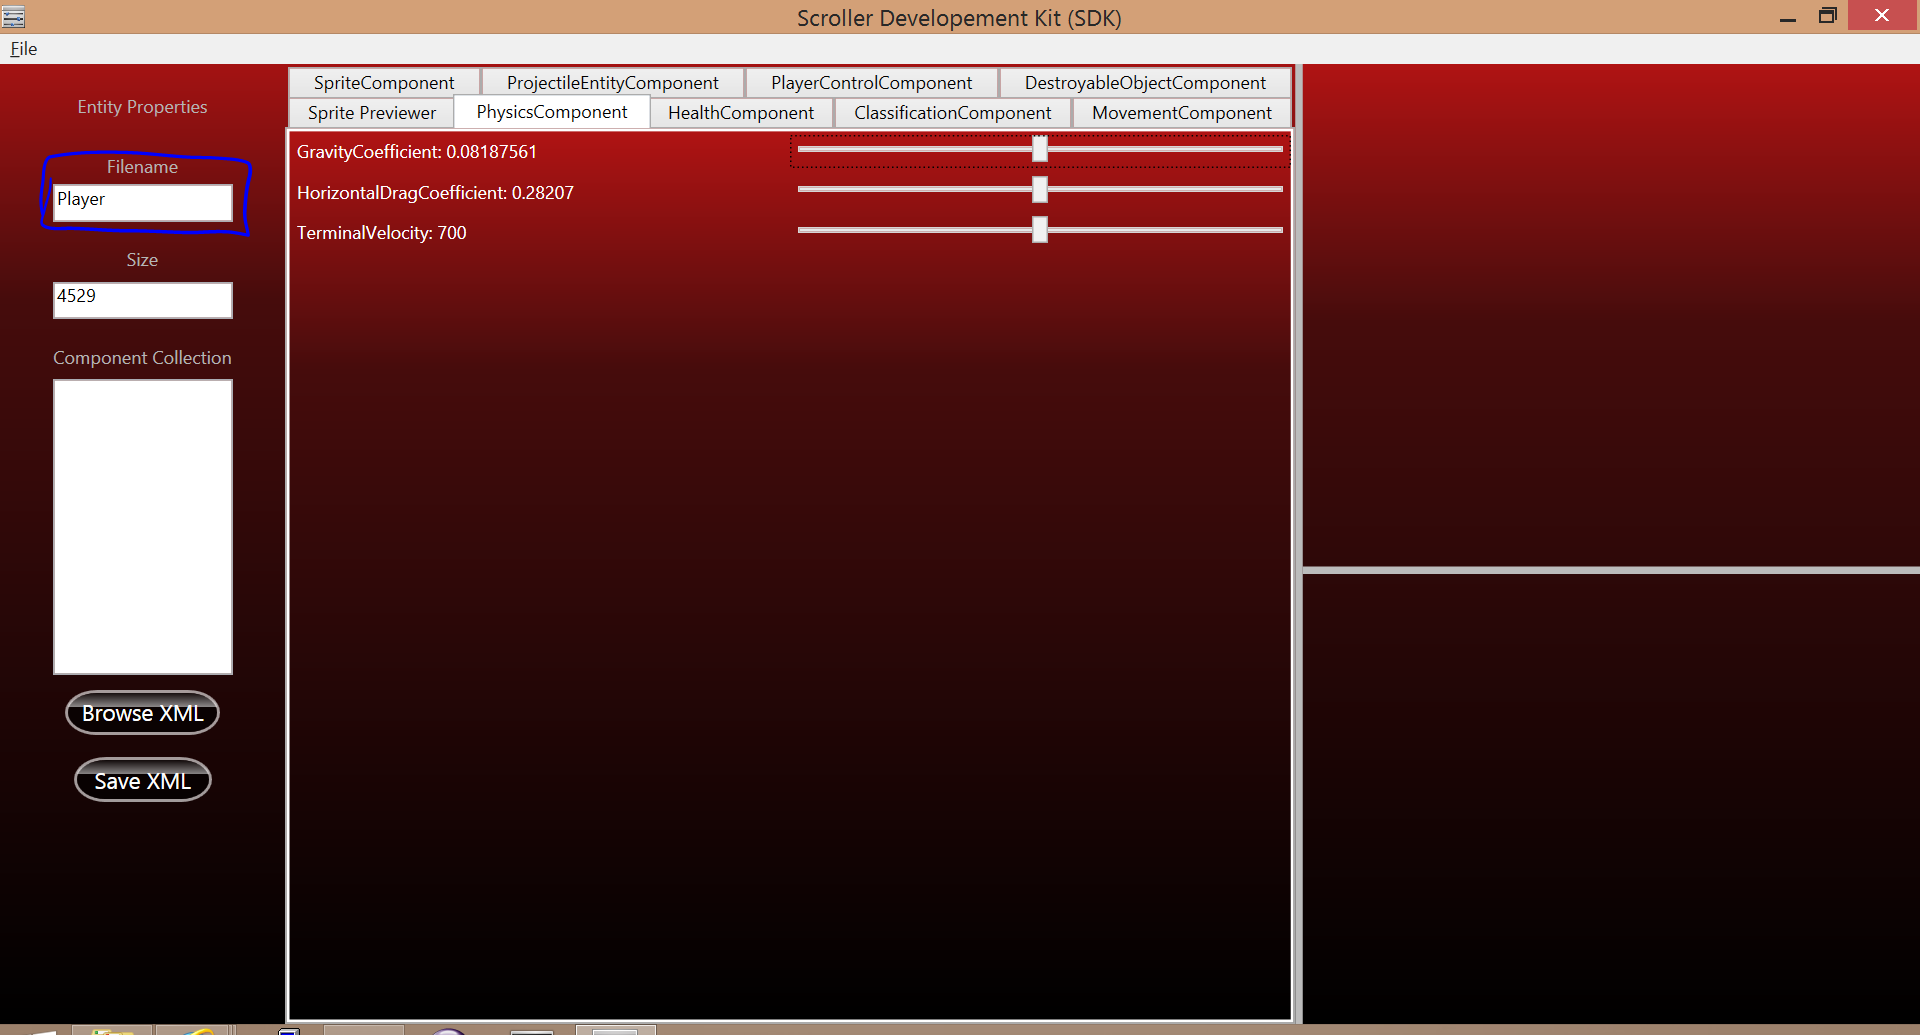 Scroller Developement Kit (SDK)
File
Entity Properties
Filename
Player
Size
4529
Component Collection
Browse XML
Save XML
SpriteComponent ProjectileEntityComponent PlayerControlComponent DestroyableObjectComponent
Sprite Previewer PhysicsComponent HealthComponent ClassificationComponent MovementComponent
GravityCoefficient: 0.08187561
HorizontalDragCoefficient: 0.28207
TerminalVelocity: 700